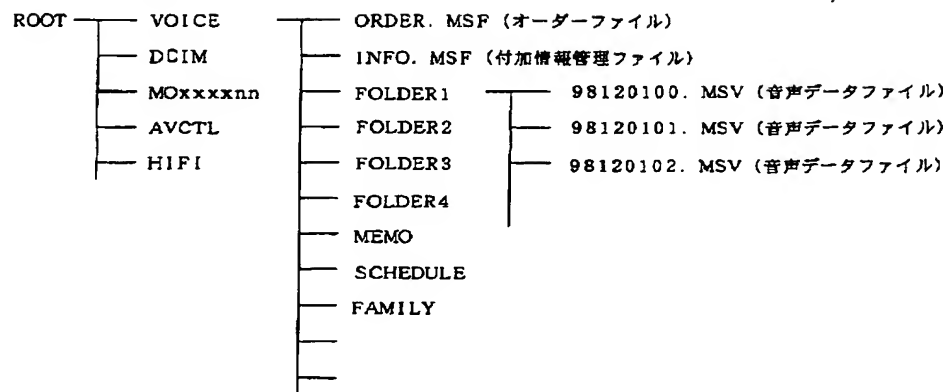 ROOT VOICE ORDER. MSF (オーダーファイル)
DCIM INFO. MSF (付加情報管理ファイル)
MOxxxxnn FOLDER1 98120100. MSV (音声データファイル)
AVCTL FOLDER2 98120101. MSV (音声データファイル)
HIFI FOLDER3 98120102. MSV (音声データファイル)
FOLDER4
MEMO
SCHEDULE
FAMILY